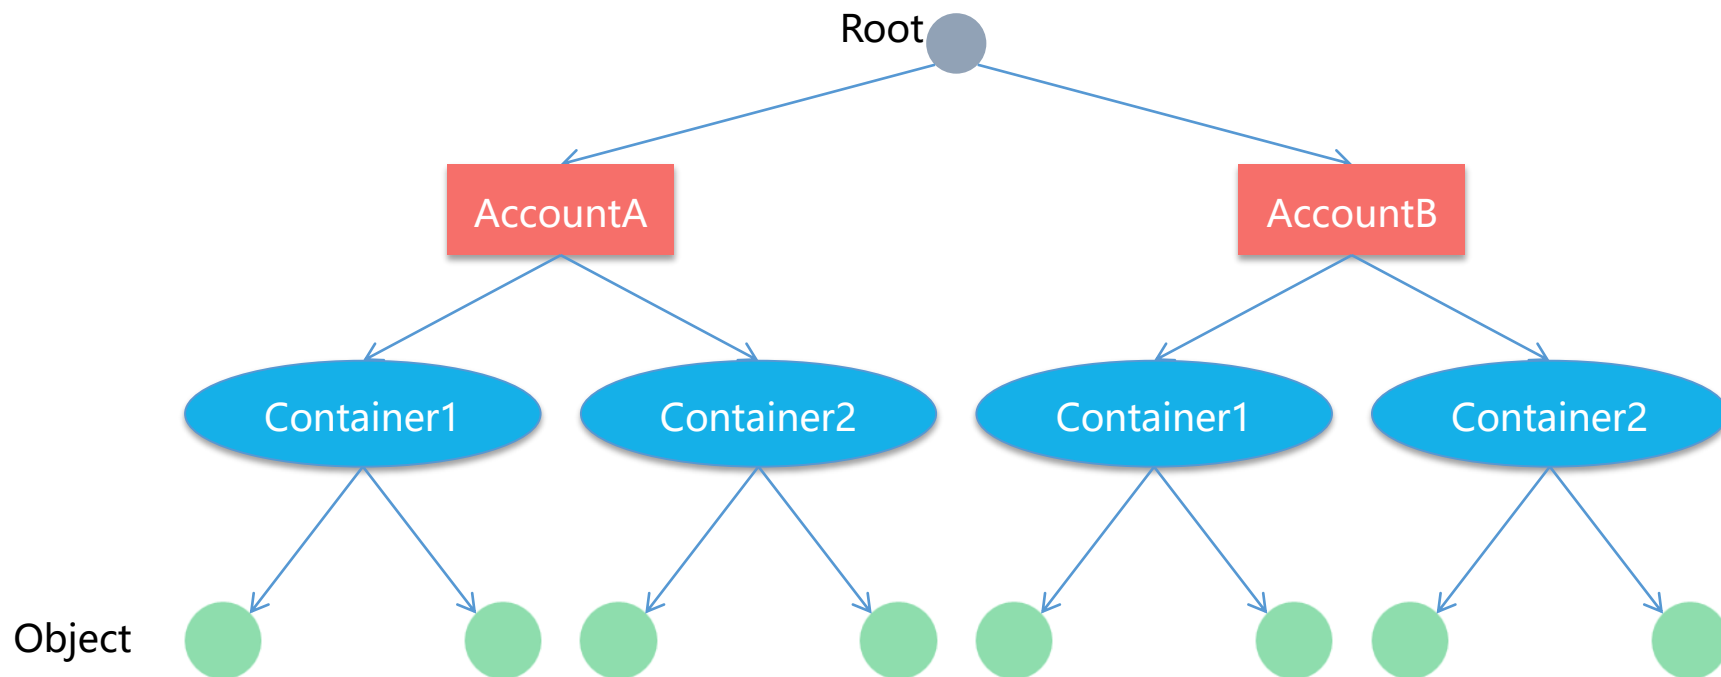 Root
AccountA
AccountB
Container1
Container2
Container1
Container2
Object